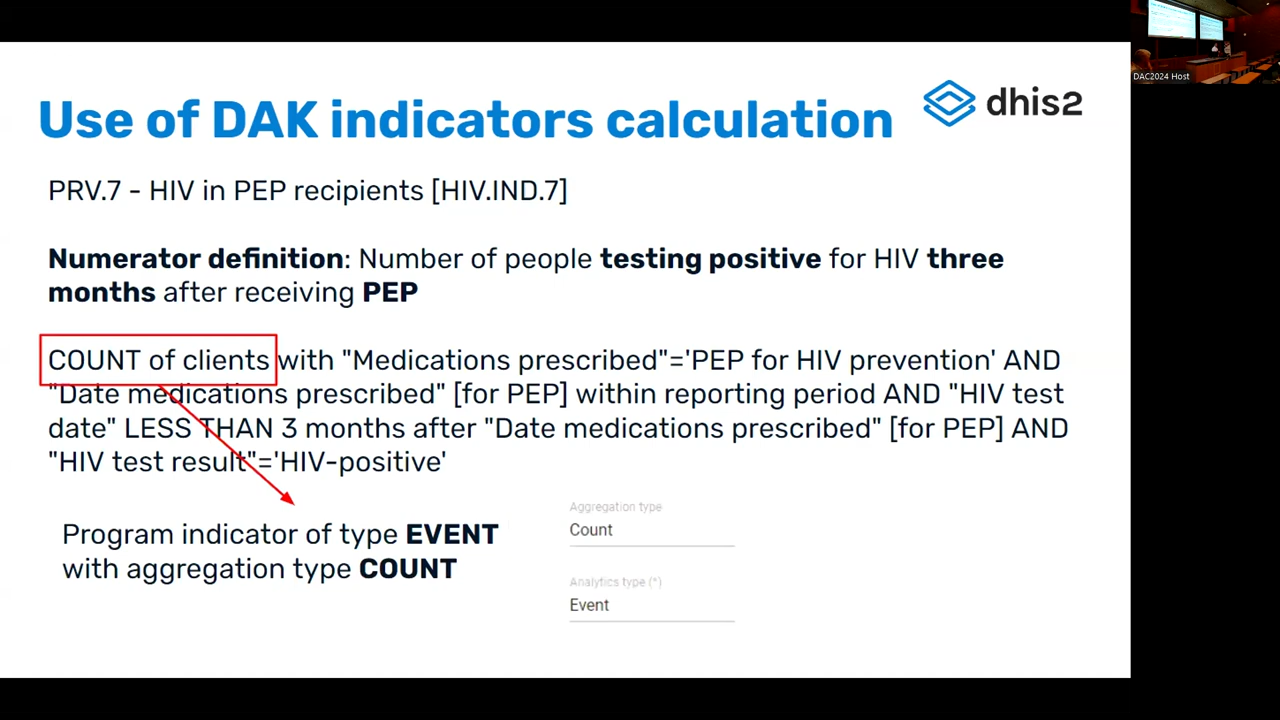 DAC2024 Host
Use of DAK indicators calculation
dhis2
PRV.7 - HIV in PEP recipients [HIV.IND.7]
Numerator definition: Number of people testing positive for HIV three
months after receiving PEP
COUNT of clients with "Medications prescribed"='PEP for HIV prevention' AND
"Date medications prescribed" [for PEP] within reporting period AND "HIV test
date" LESS THAN 3 months after "Date medications prescribed" [for PEP] AND
"HIV test result"='HIV-positive'
Program indicator of type EVENT
with aggregation type COUNT
Aggregation type
Count
Analytics type (*)
Event